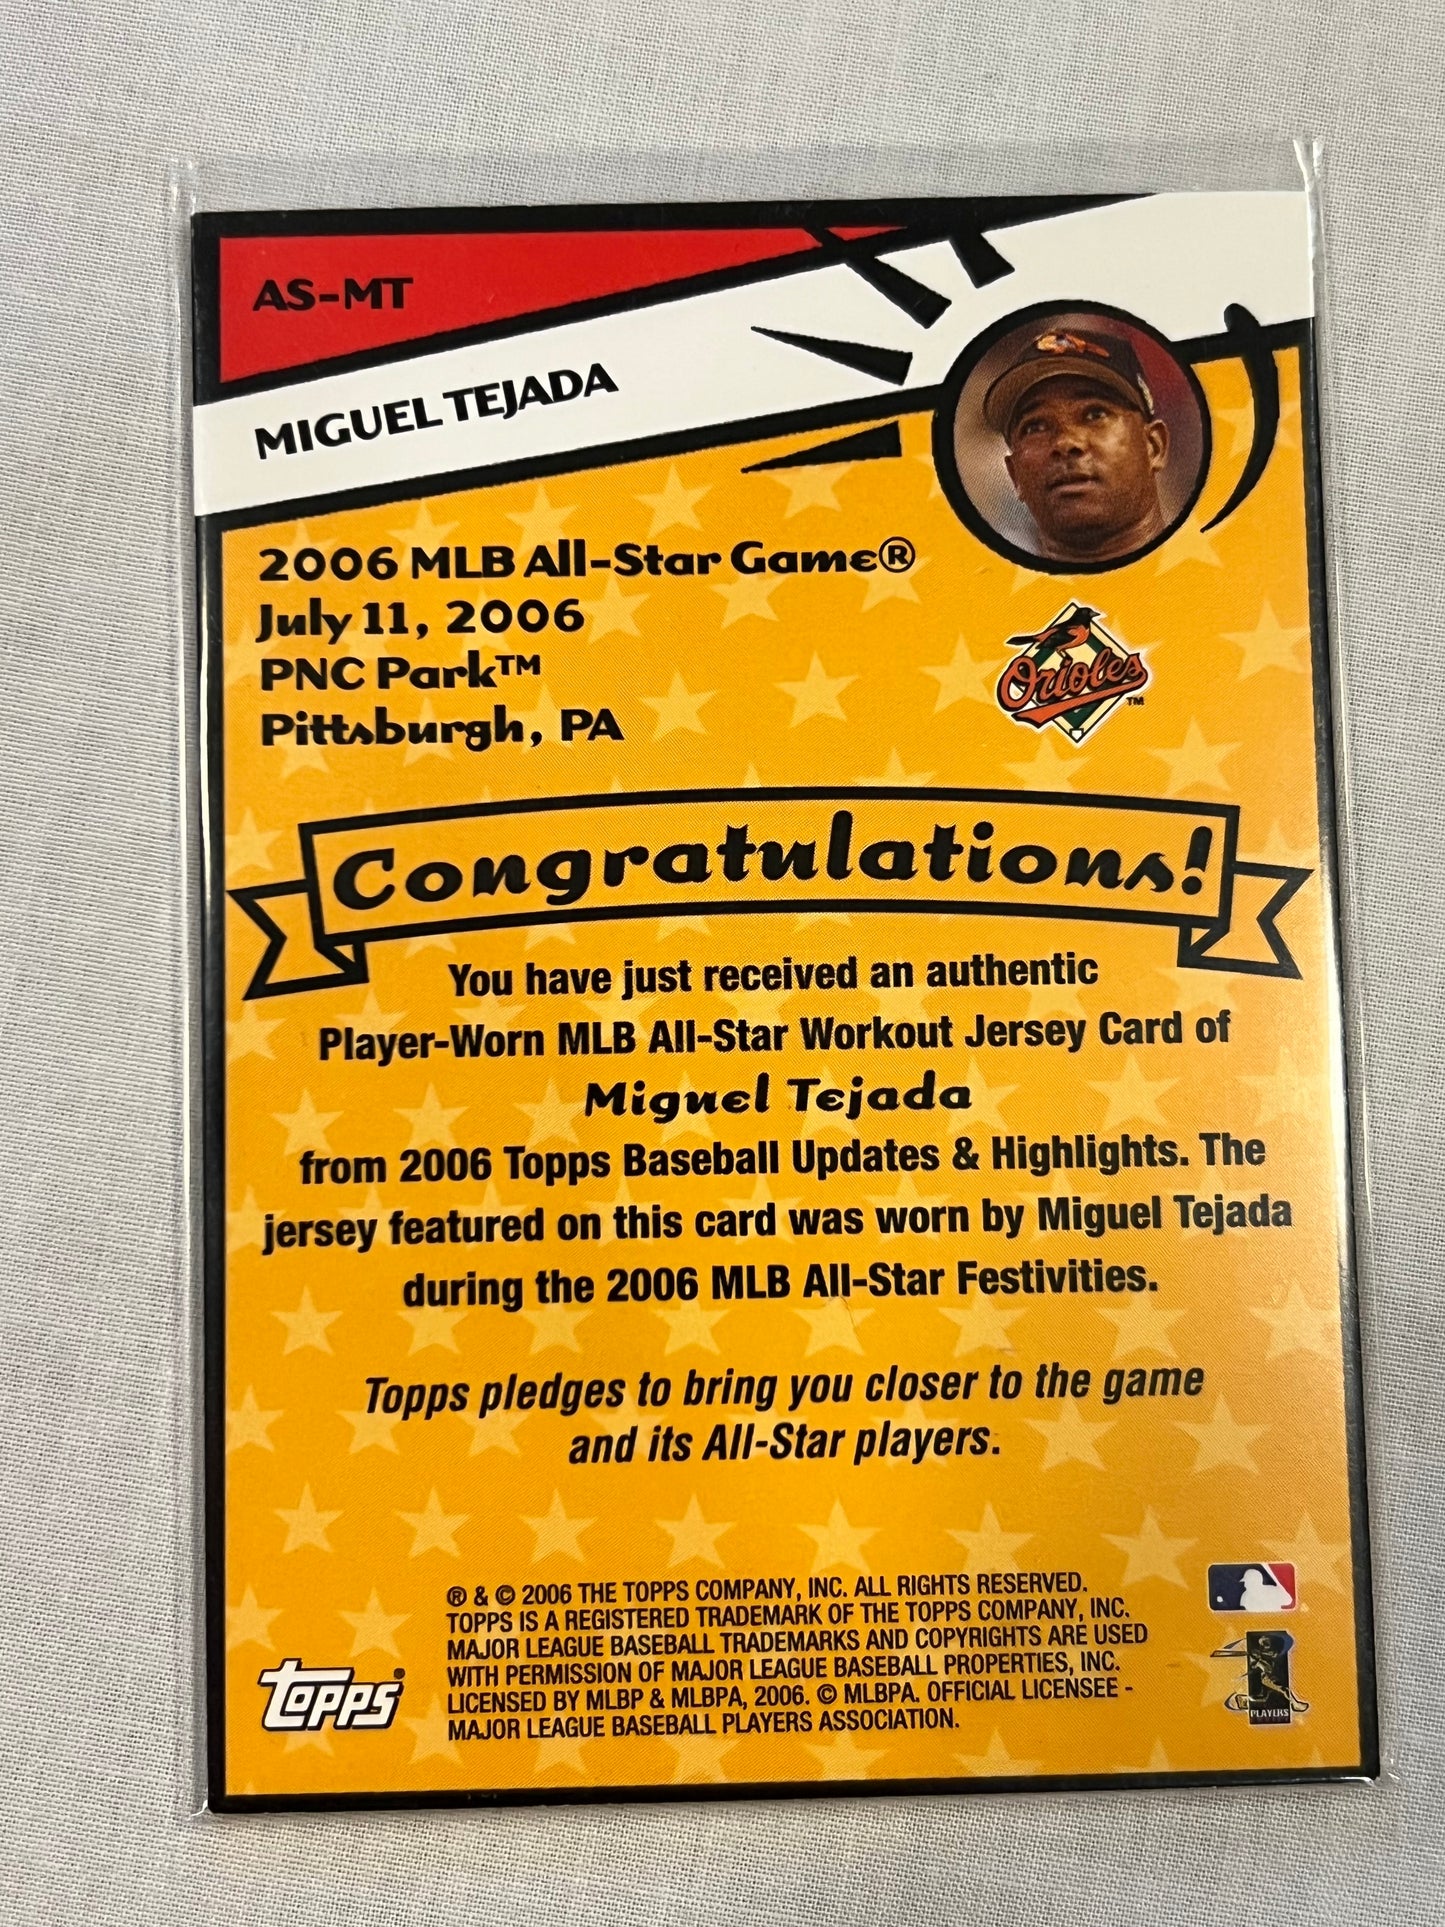 AS-MT
MIGUEL TEJADA
2006 MLB All-Star Game®
July 11, 2006
PNC Park™
Pittsburgh, PA
Orioles™
Congratulations!
You have just received an authentic
Player-Worn MLB All-Star Workout Jersey Card of
Miguel Tejada
from 2006 Topps Baseball Updates & Highlights. The
jersey featured on this card was worn by Miguel Tejada
during the 2006 MLB All-Star Festivities.
Topps pledges to bring you closer to the game
and its All-Star players.
® & © 2006 THE TOPPS COMPANY, INC. ALL RIGHTS RESERVED.
TOPPS IS A REGISTERED TRADEMARK OF THE TOPPS COMPANY, INC.
MAJOR LEAGUE BASEBALL TRADEMARKS AND COPYRIGHTS ARE USED
WITH PERMISSION OF MAJOR LEAGUE BASEBALL PROPERTIES, INC.
LICENSED BY MLBP & MLBPA, 2006. © MLBPA. OFFICIAL LICENSEE -
MAJOR LEAGUE BASEBALL PLAYERS ASSOCIATION.
topps®
PLAYERS